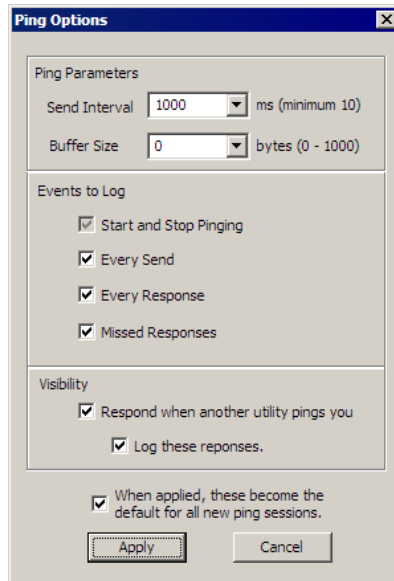 Ping Options
Ping Parameters
Send Interval 1000 ms (minimum 10)
Buffer Size 0 bytes (0 - 1000)
Events to Log
Start and Stop Pinging
Every Send
Every Response
Missed Responses
Visibility
Respond when another utility pings you
Log these reponses.
When applied, these become the
default for all new ping sessions.
Apply Cancel